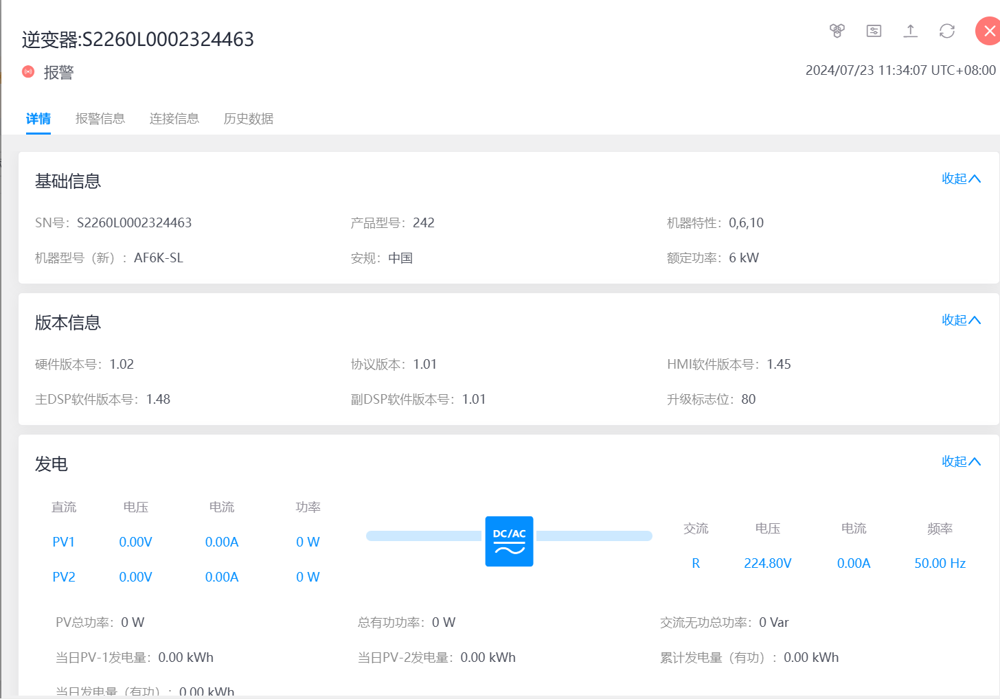 逆变器:S2260L0002324463
报警
2024/07/23 11:34:07 UTC+08:00
详情 报警信息 连接信息 历史数据
基础信息 收起
SN号： S2260L0002324463 产品型号： 242 机器特性： 0,6,10
机器型号（新）： AF6K-SL 安规： 中国 额定功率： 6 kW
版本信息 收起
硬件版本号： 1.02 协议版本： 1.01 HMI软件版本号： 1.45
主DSP软件版本号： 1.48 副DSP软件版本号： 1.01 升级标志位： 80
发电 收起
直流 电压 电流 功率
PV1 0.00V 0.00A 0 W
PV2 0.00V 0.00A 0 W
DC/AC
交流 电压 电流 频率
R 224.80V 0.00A 50.00 Hz
PV总功率： 0 W 总有功功率： 0 W 交流无功总功率： 0 Var
当日PV-1发电量： 0.00 kWh 当日PV-2发电量： 0.00 kWh 累计发电量（有功）： 0.00 kWh
当日发电量（有功）： 0.00 kWh